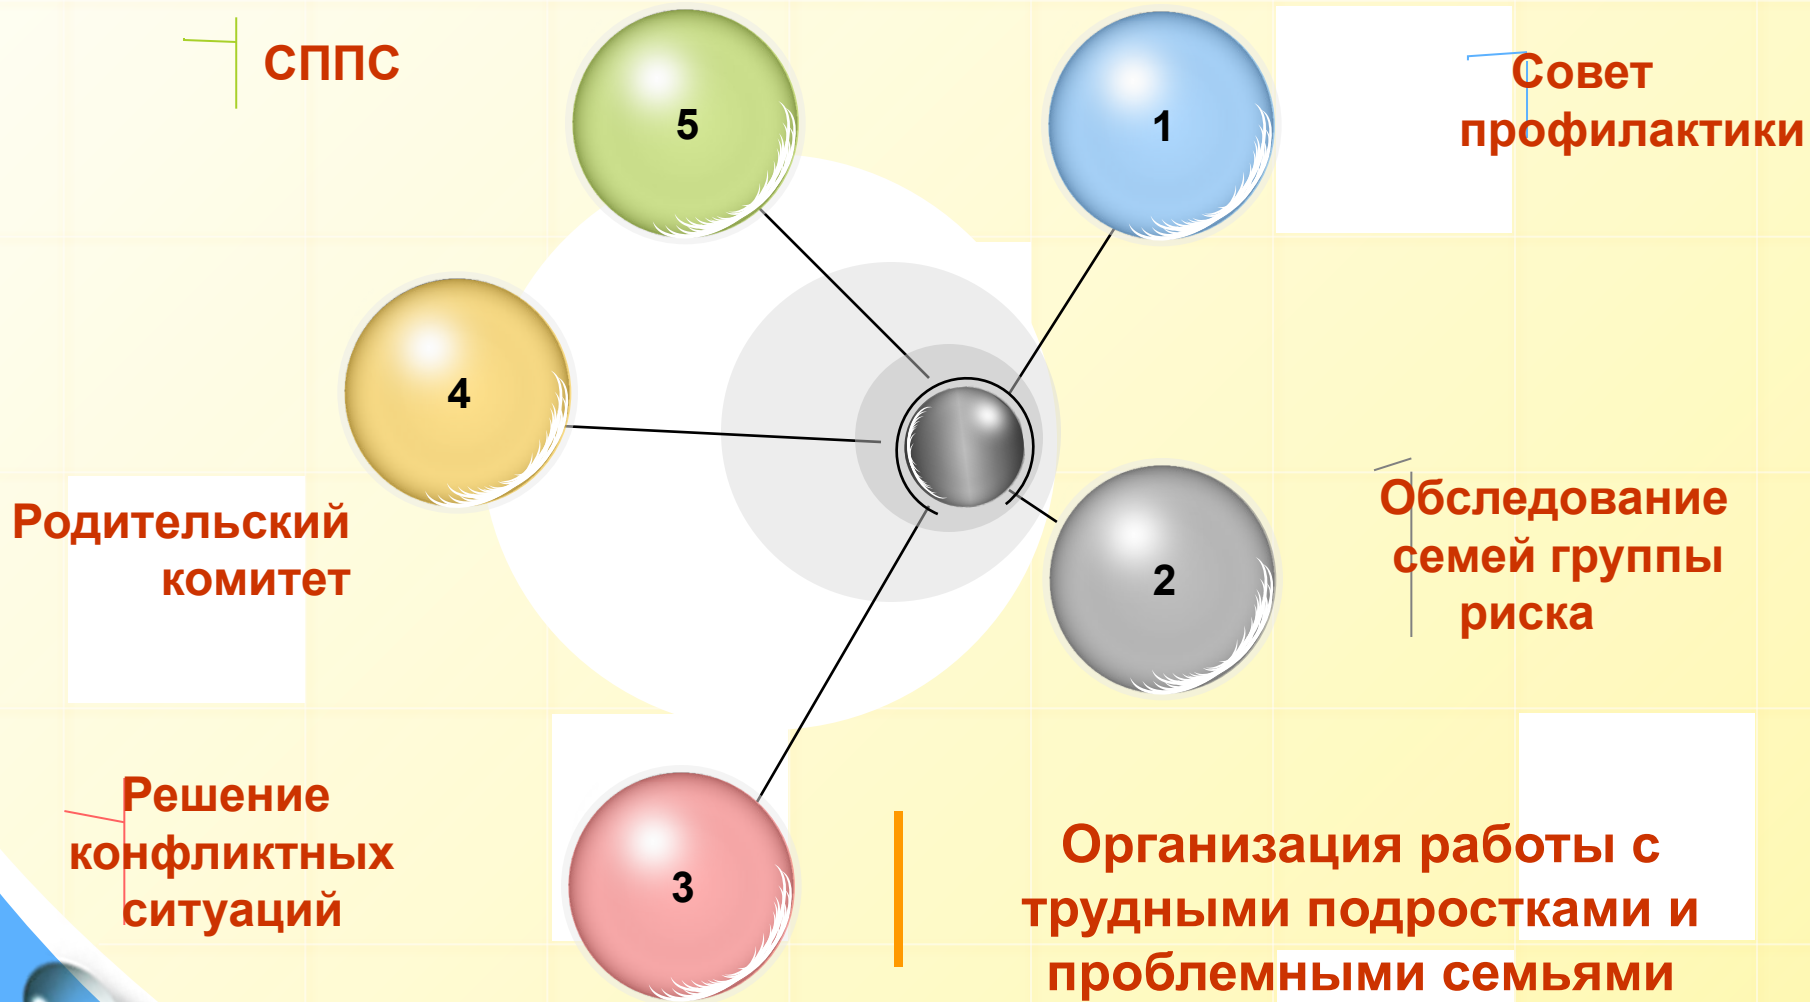 СППС
5
1
Совет
профилактики
4
Родительский
комитет
2
Обследование
семей группы
риска
Решение
конфликтных
ситуаций
3
Организация работы с
трудными подростками и
проблемными семьями